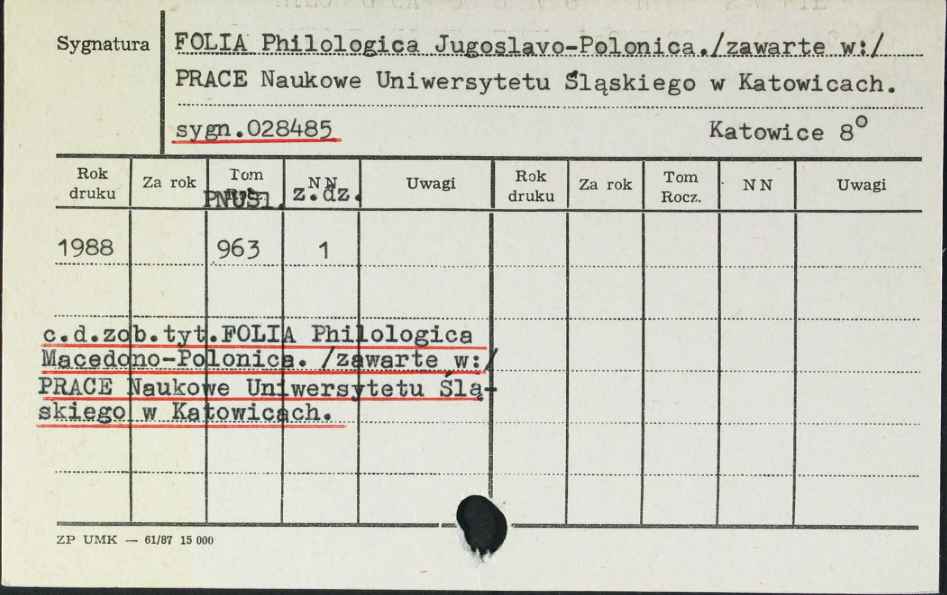 Sygnatura FOLIA Philologica Jugoslavo-Polonica./zawarte w:/
PRACE Naukowe Uniwersytetu Śląskiego w Katowicach.
sygn.028485 Katowice 8°
Rok druku Za rok Tom PNUŚl. NN z.dz. Uwagi Rok druku Za rok Tom Rocz. NN Uwagi
1988 963 1
c.d.zob.tyt.FOLIA Philologica
Macedono-Polonica. /zawarte w:/
PRACE Naukowe Uniwersytetu Ślą-
skiego w Katowicach.
ZP UMK — 61/87 15 000